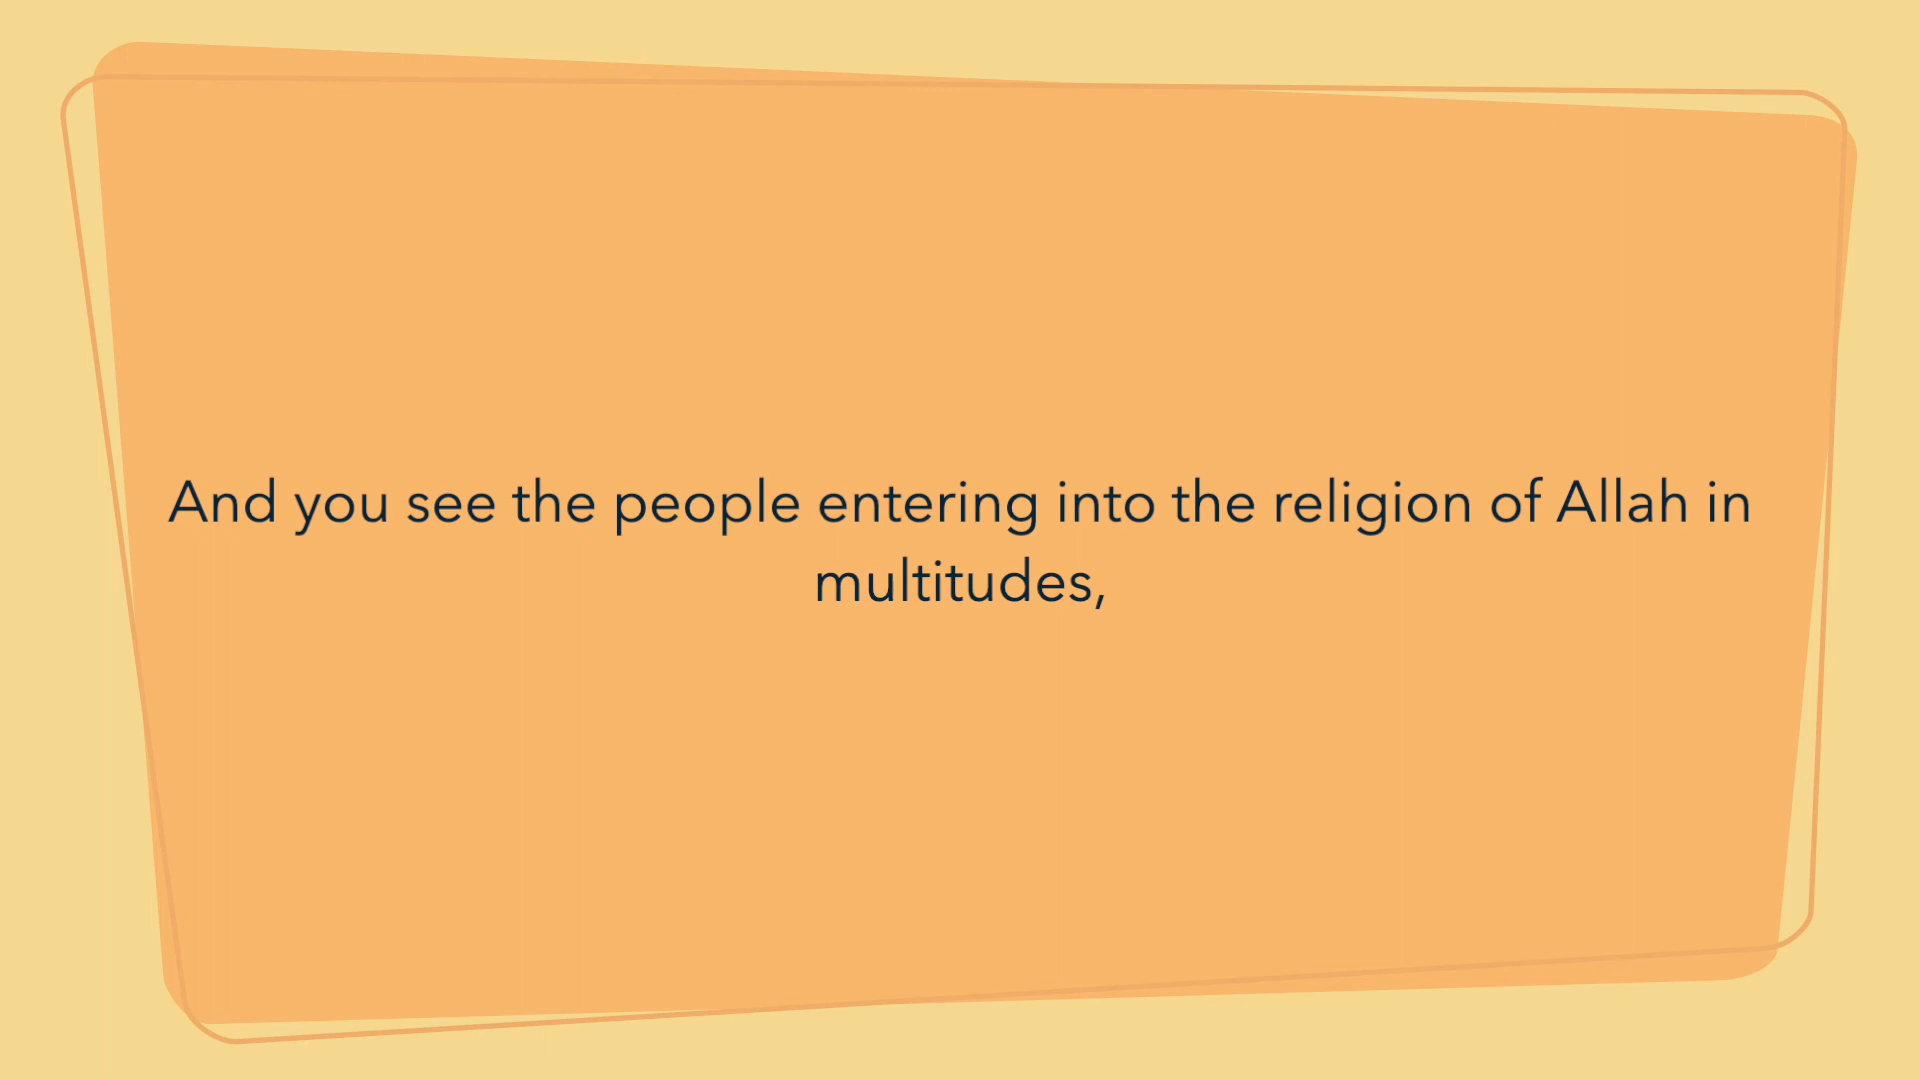 And you see the people entering into the religion of Allah in
multitudes,